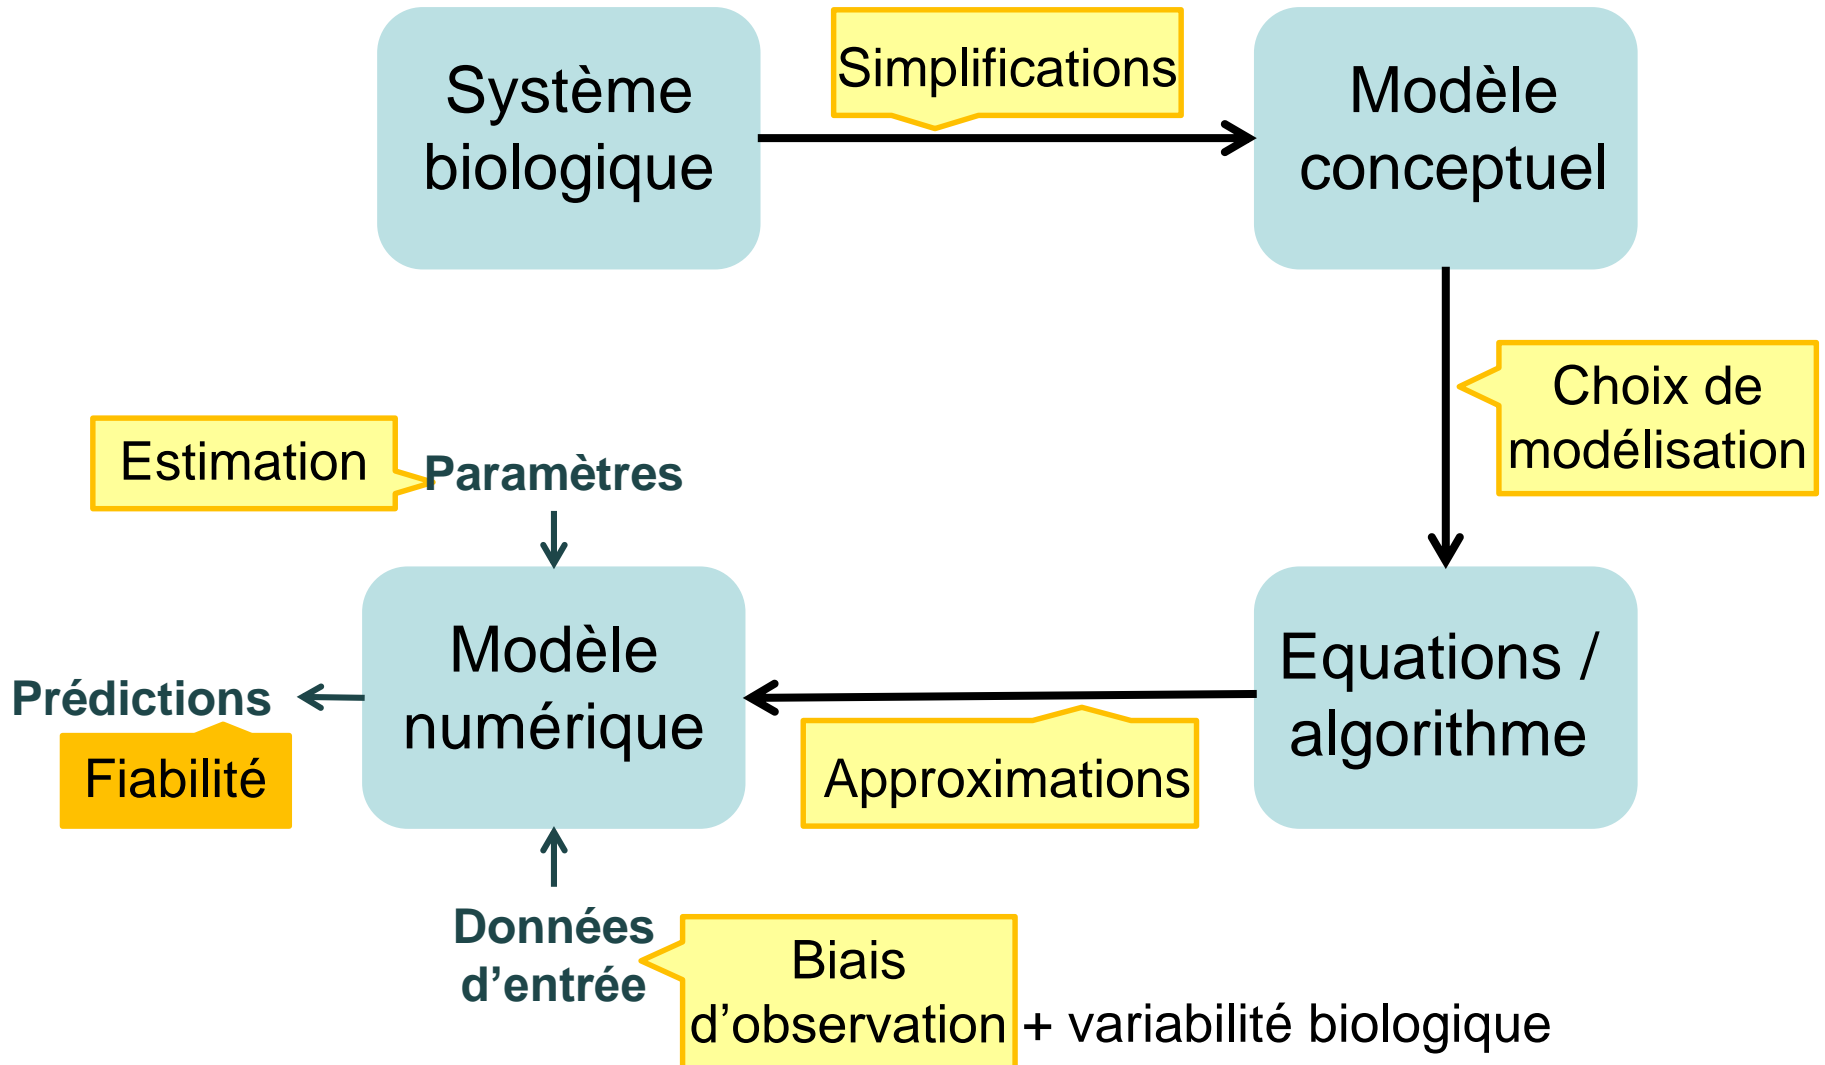 Système
biologique
Simplifications
Modèle
conceptuel
Choix de
modélisation
Estimation
Paramètres
Modèle
numérique
Equations /
algorithme
Prédictions
Fiabilité
Approximations
Données
d’entrée
Biais
d’observation + variabilité biologique